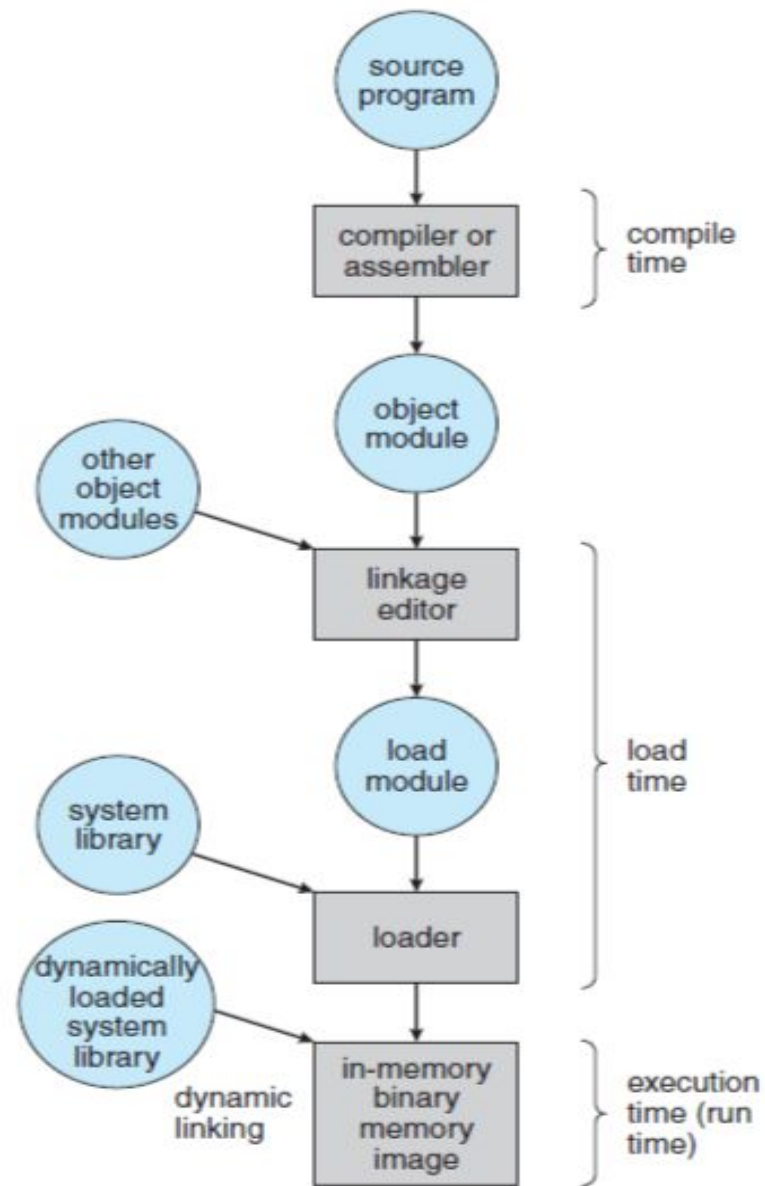 source
program
compiler or
assembler
compile
time
object
module
other
object
modules
linkage
editor
load
module
load
time
system
library
loader
dynamically
loaded
system
library
dynamic
linking
in-memory
binary
memory
image
execution
time (run
time)